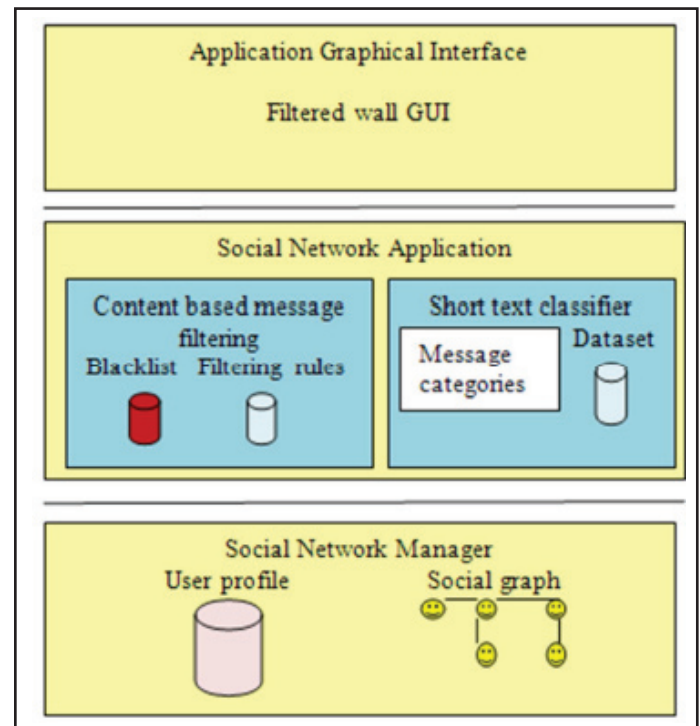 Application Graphical Interface
Filtered wall GUI
Social Network Application
Content based message
filtering
Blacklist Filtering rules
Short text classifier
Message
categories
Dataset
Social Network Manager
User profile
Social graph